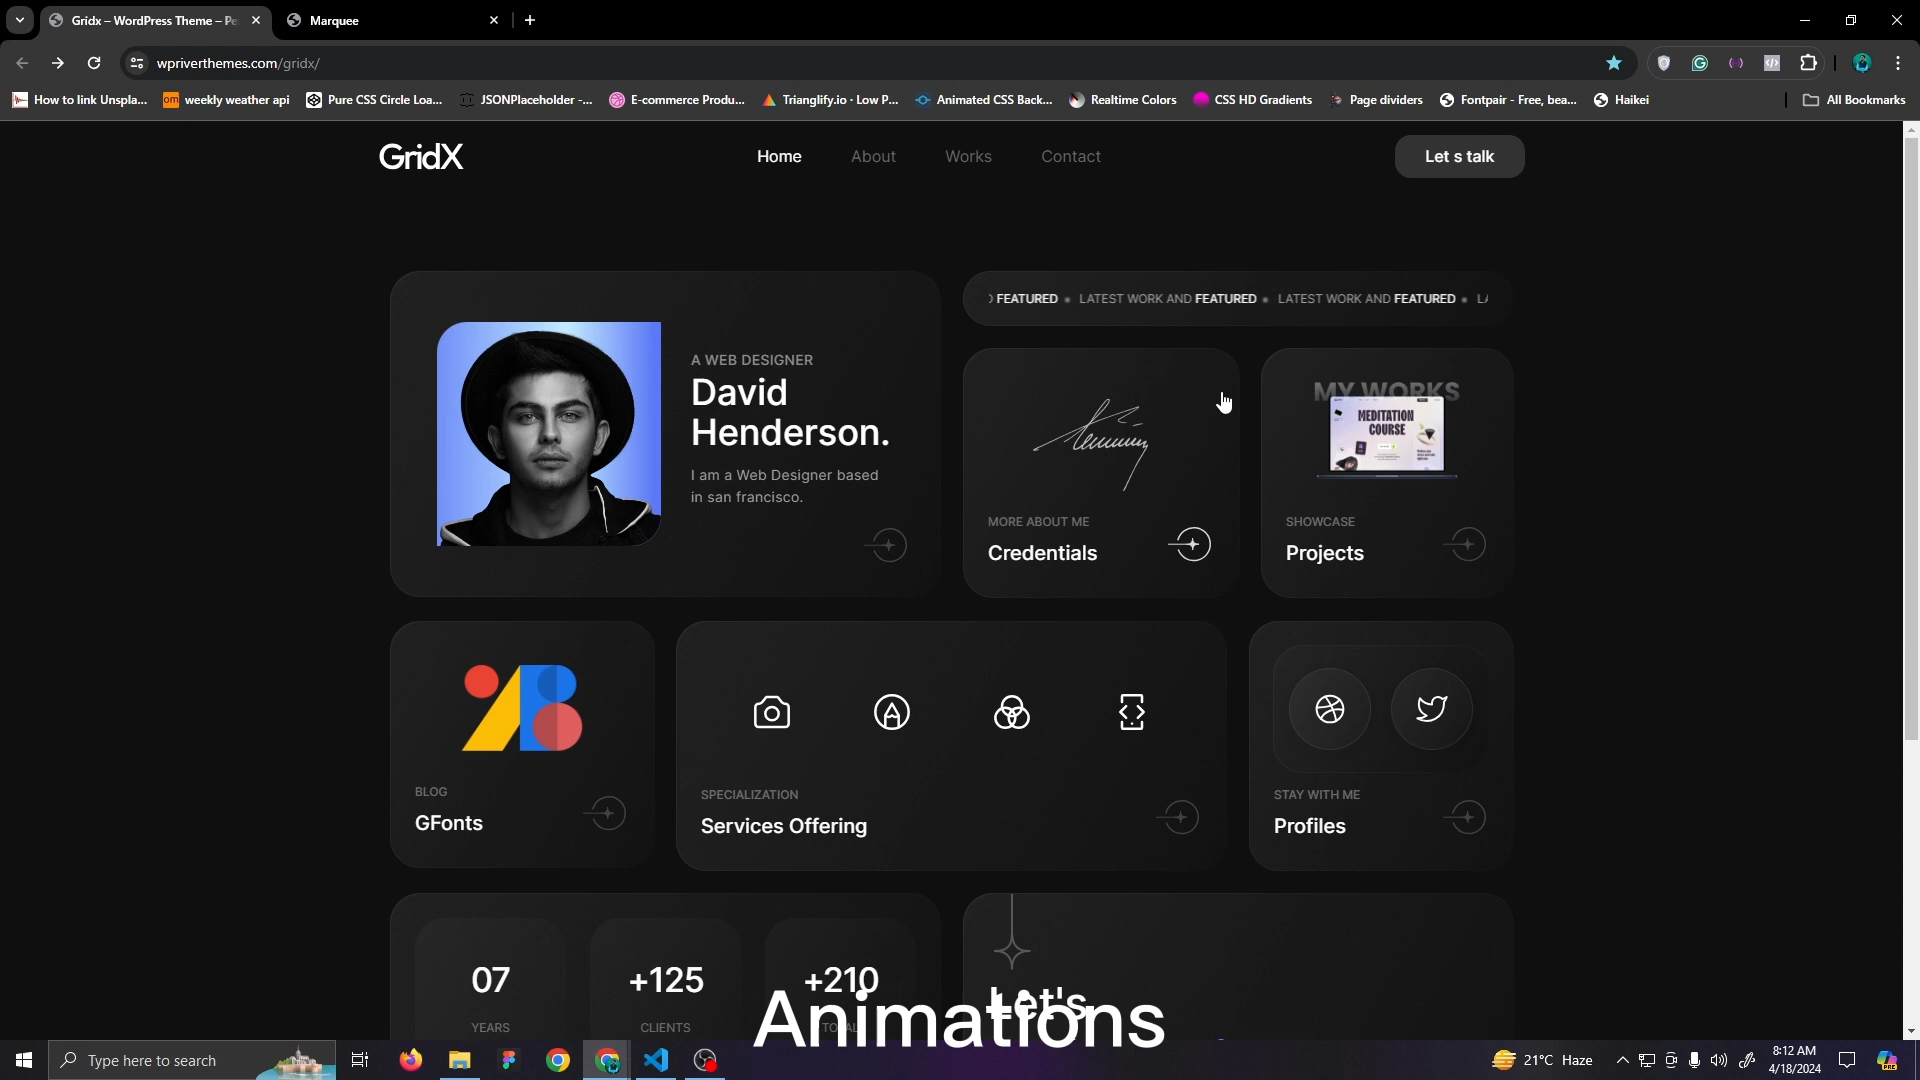 Gridx – WordPress Theme – Pe
Marquee
wpriverthemes.com/gridx/
How to link Unspla...
weekly weather api
Pure CSS Circle Loa...
JSONPlaceholder -...
E-commerce Produ...
Trianglify.io · Low P...
Animated CSS Back...
Realtime Colors
CSS HD Gradients
Page dividers
Fontpair - Free, bea...
Haikei
All Bookmarks
GridX
Home
About
Works
Contact
Let s talk
FEATURED LATEST WORK AND FEATURED LATEST WORK AND FEATURED
A WEB DESIGNER
David
Henderson.
I am a Web Designer based
in san francisco.
MORE ABOUT ME
Credentials
MY WORKS
MEDITATION
COURSE
SHOWCASE
Projects
BLOG
GFonts
SPECIALIZATION
Services Offering
STAY WITH ME
Profiles
07
YEARS
+125
CLIENTS
+210
TOTAL
Let's
Animations
Type here to search
21°C Haze
8:12 AM
4/18/2024